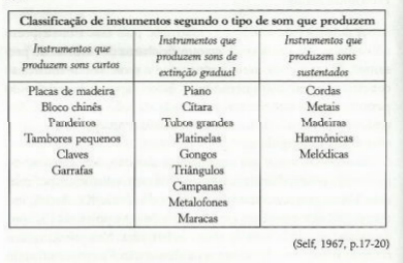 Classificação de instumentos segundo o tipo de som que produzem
Instrumentos que produzem sons curtos
Instrumentos que produzem sons de extinção gradual
Instrumentos que produzem sons sustentados
Placas de madeira Piano Cordas
Bloco chinês Cítara Metais
Pandeiros Tubos grandes Madeiras
Tambores pequenos Platinelas Harmônicas
Claves Gongos Melódicas
Garrafas Triângulos
Campanas
Metalofones
Maracas
(Self, 1967, p.17-20)